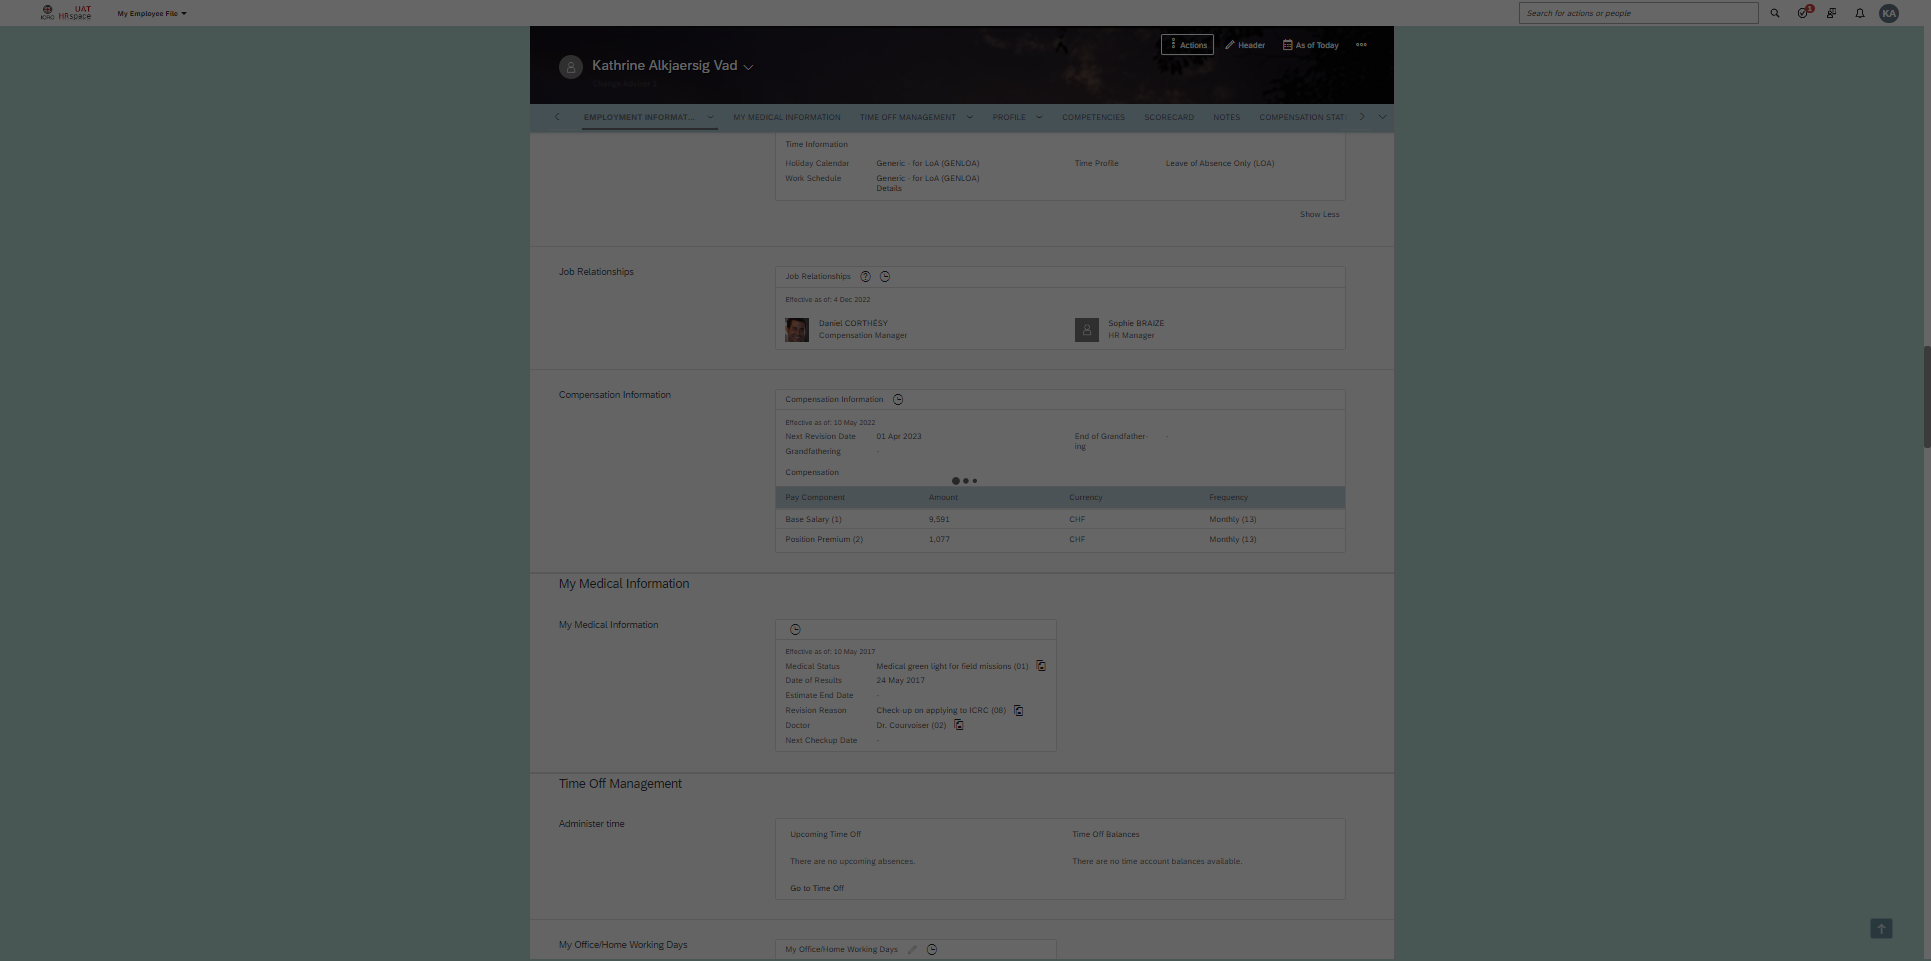 ICRC
UAT
HRspace
My Employee File
Search for actions or people
1
KA
Actions
Header
As of Today
Kathrine Alkjaersig Vad
EMPLOYMENT INFORMAT...
MY MEDICAL INFORMATION
TIME OFF MANAGEMENT
PROFILE
COMPETENCIES
SCORECARD
NOTES
COMPENSATION STAT
Time Information
Holiday Calendar Generic - for LoA (GENLOA) Time Profile Leave of Absence Only (LOA)
Work Schedule Generic - for LoA (GENLOA)
Details
Show Less
Job Relationships
Job Relationships
Effective as of: 4 Dec 2022
Daniel CORTHÉSY
Compensation Manager
Sophie BRAIZE
HR Manager
Compensation Information
Compensation Information
Effective as of: 10 May 2022
Next Revision Date 01 Apr 2023 End of Grandfather-
ing -
Grandfathering -
Compensation
Pay Component Amount Currency Frequency
Base Salary (1) 9,591 CHF Monthly (13)
Position Premium (2) 1,077 CHF Monthly (13)
My Medical Information
My Medical Information
Effective as of: 10 May 2017
Medical Status Medical green light for field missions (01)
Date of Results 24 May 2017
Estimate End Date -
Revision Reason Check-up on applying to ICRC (08)
Doctor Dr. Courvoiser (02)
Next Checkup Date -
Time Off Management
Administer time
Upcoming Time Off
There are no upcoming absences.
Go to Time Off
Time Off Balances
There are no time account balances available.
My Office/Home Working Days
My Office/Home Working Days